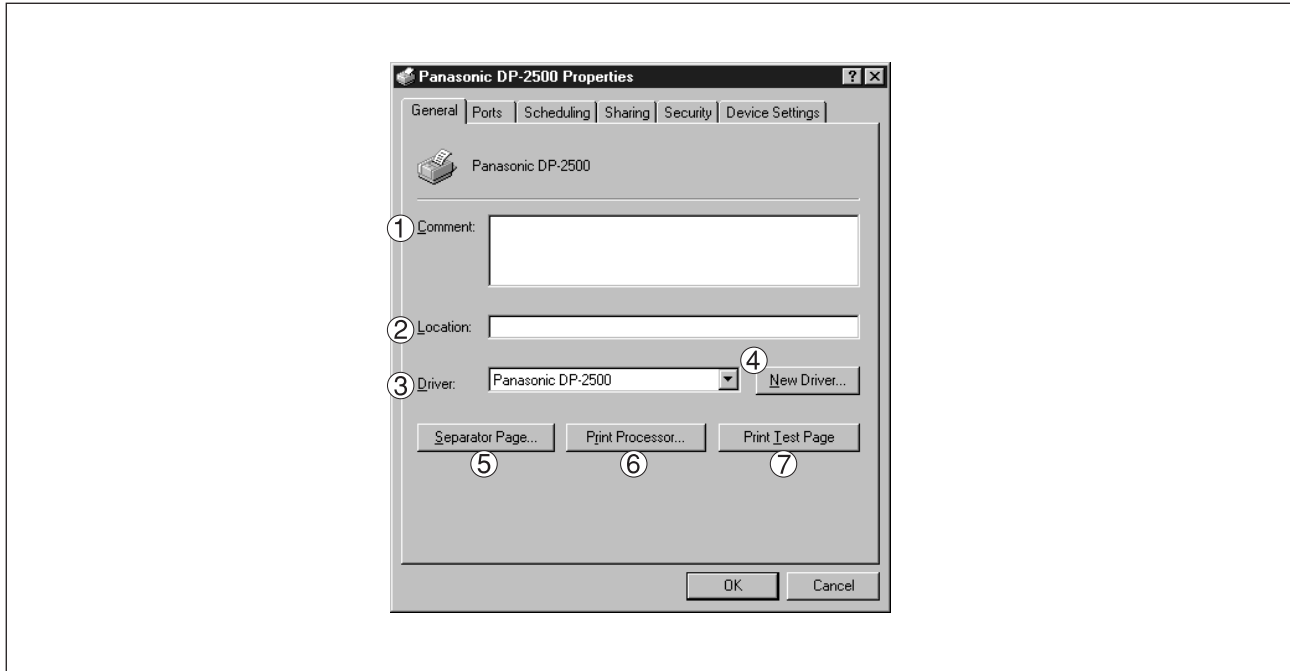 Panasonic DP-2500 Properties
General Ports Scheduling Sharing Security Device Settings
Panasonic DP-2500
① Comment:
② Location:
④
③ Driver: Panasonic DP-2500 New Driver...
Separator Page... Print Processor... Print Test Page
⑤ ⑥ ⑦
OK Cancel